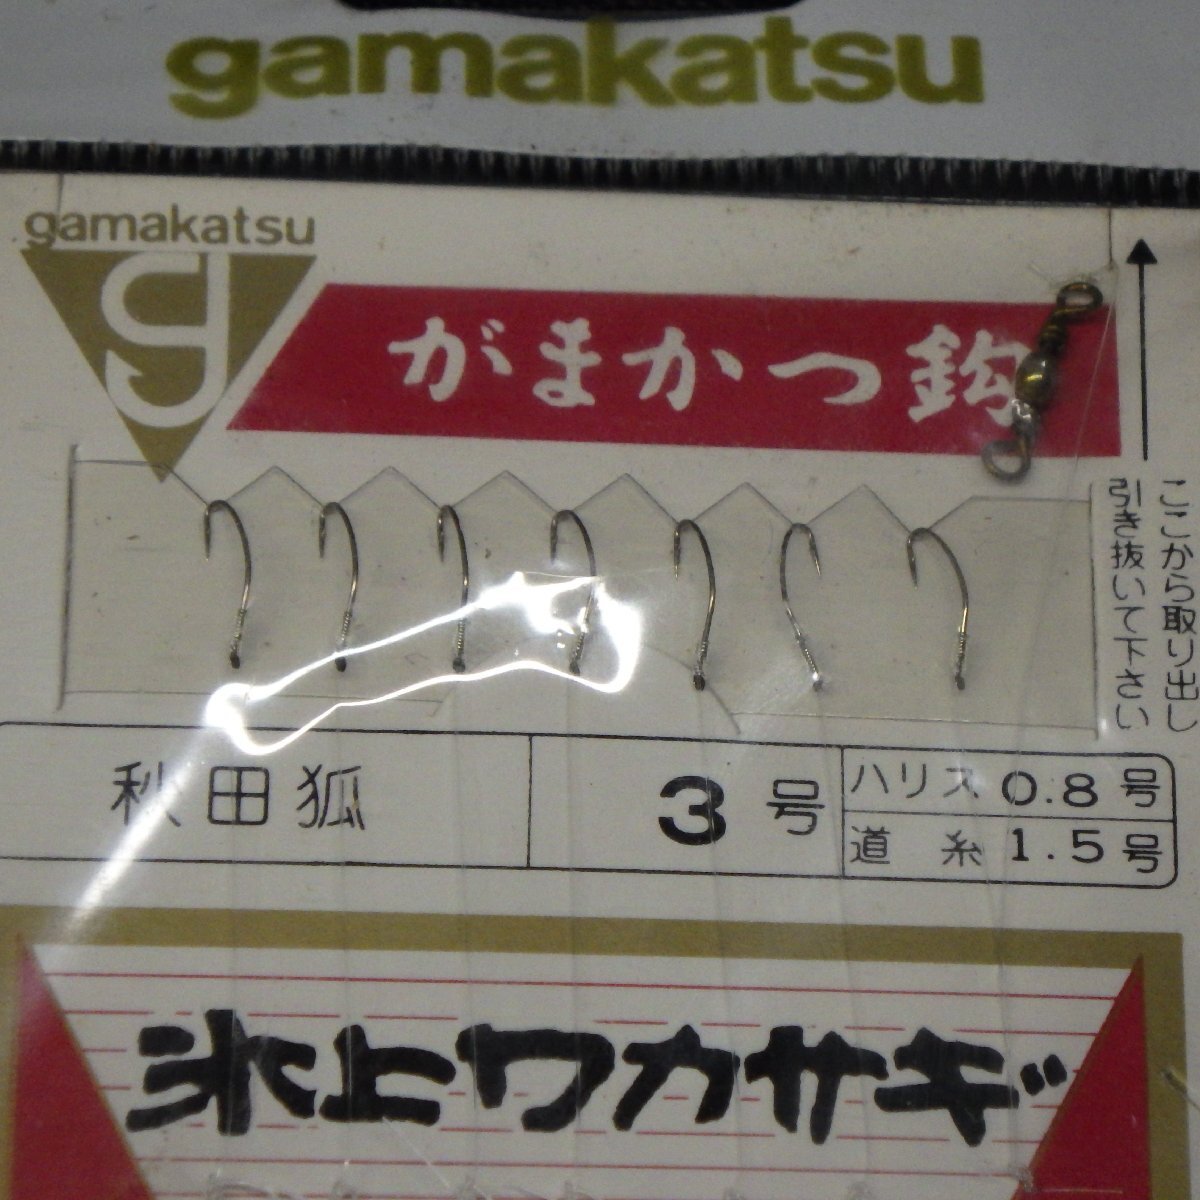 gamakatsu
gamakatsu
g
がまかつ鈎
ここから取り出し
引き抜いて下さい
秋田狐
3号
ハリス 0.8号
道糸 1.5号
氷上ワカサギ